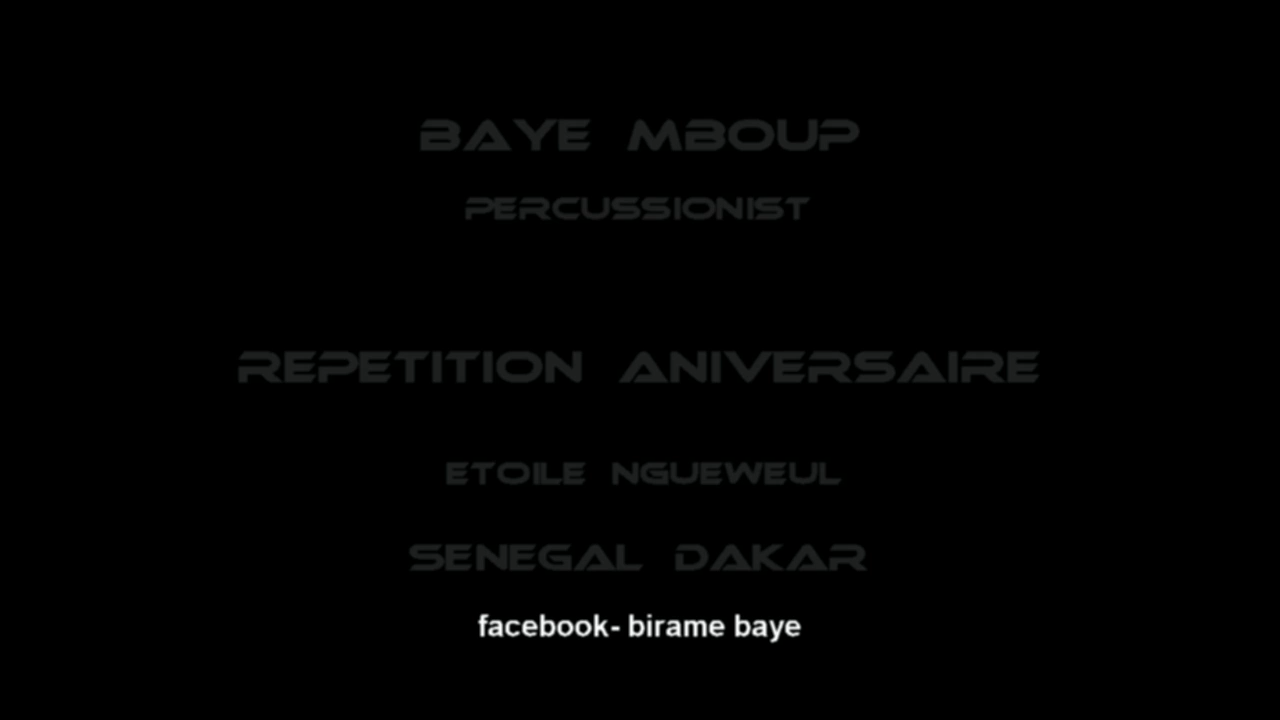 BAYE MBOUP
PERCUSSIONIST
REPETITION ANIVERSAIRE
ETOILE NGUEWEUL
SENEGAL DAKAR
facebook- birame baye